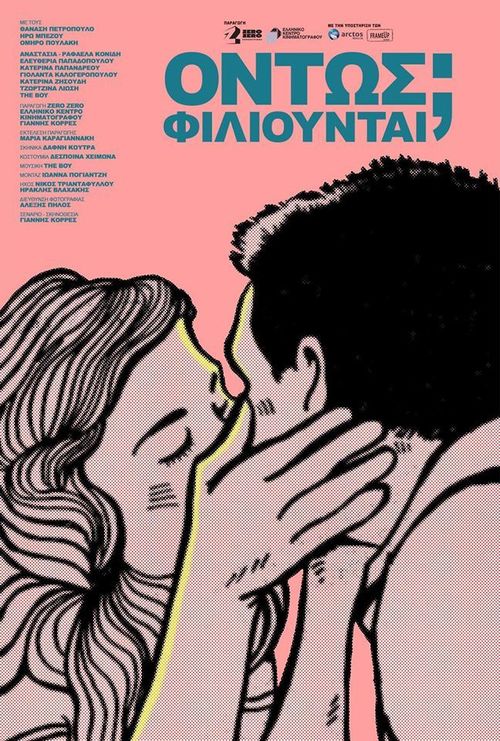 ΜΕ ΤΟΥΣ
ΘΑΝΑΣΗ ΠΕΤΡΟΠΟΥΛΟ
ΗΡΩ ΜΠΕΖΟΥ
ΟΜΗΡΟ ΠΟΥΛΑΚΗ
ΑΝΑΣΤΑΣΙΑ - ΡΑΦΑΕΛΑ ΚΟΝΙΔΗ
ΕΛΕΥΘΕΡΙΑ ΠΑΠΑΔΟΠΟΥΛΟΥ
ΚΑΤΕΡΙΝΑ ΠΑΠΑΝΔΡΕΟΥ
ΓΙΟΛΑΝΤΑ ΚΑΛΟΓΕΡΟΠΟΥΛΟΥ
ΚΑΤΕΡΙΝΑ ΖΗΣΟΥΔΗ
ΤΖΩΡΤΖΙΝΑ ΛΙΩΣΗ
THE BOY
ΠΑΡΑΓΩΓΗ ZERO ZERO
ΕΛΛΗΝΙΚΟ ΚΕΝΤΡΟ
ΚΙΝΗΜΑΤΟΓΡΑΦΟΥ
ΓΙΑΝΝΗΣ ΚΟΡΡΕΣ
ΕΚΤΕΛΕΣΗ ΠΑΡΑΓΩΓΗΣ
ΜΑΡΙΑ ΚΑΡΑΓΙΑΝΝΑΚΗ
ΣΚΗΝΙΚΑ ΔΑΦΝΗ ΚΟΥΤΡΑ
ΚΟΣΤΟΥΜΙΑ ΔΕΣΠΟΙΝΑ ΧΕΙΜΩΝΑ
ΜΟΥΣΙΚΗ THE BOY
ΜΟΝΤΑΖ ΙΩΑΝΝΑ ΠΟΓΙΑΝΤΖΗ
ΗΧΟΣ ΝΙΚΟΣ ΤΡΙΑΝΤΑΦΥΛΛΟΥ
ΗΡΑΚΛΗΣ ΒΛΑΧΑΚΗΣ
ΔΙΕΥΘΥΝΣΗ ΦΩΤΟΓΡΑΦΙΑΣ
ΑΛΕΞΗΣ ΠΗΛΟΣ
ΣΕΝΑΡΙΟ - ΣΚΗΝΟΘΕΣΙΑ
ΓΙΑΝΝΗΣ ΚΟΡΡΕΣ
ΠΑΡΑΓΩΓΗ
ZERO
ZERO
ΕΛΛΗΝΙΚΟ
ΚΕΝΤΡΟ
ΚΙΝΗΜΑΤΟΓΡΑΦΟΥ
ΜΕ ΤΗΝ ΥΠΟΣΤΗΡΙΞΗ ΤΩΝ
arctos
FRAMEUP
ΟΝΤΩΣ
ΦΙΛΙΟΥΝΤΑΙ;